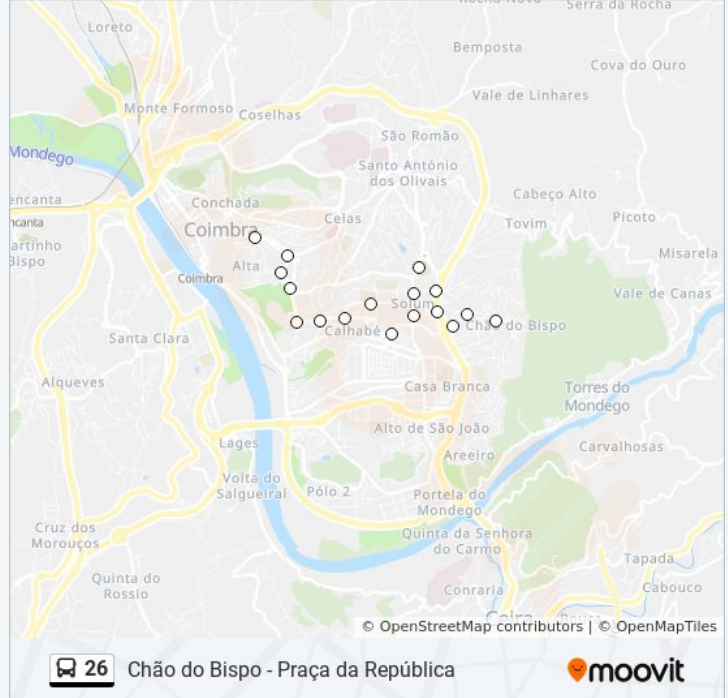 Rocha Nova
Serra da Rocha
Loreto
Bemposta
Cova do Ouro
Vale de Linhares
Monte Formoso
Coselhas
São Romão
Mondego
Santo António
dos Olivais
Cabeço Alto
Conchada
encanta
Celas
Picoto
Tovim
ncanta
Coimbra
artinho
Bispo
Misarela
Alta
Coimbra
Vale de Canas
Solum
Chão do Bispo
Calhabé
Santa Clara
Alqueves
Casa Branca
Torres do
Mondego
Alto de São João
Lages
Carvalhosas
Areeiro
Volta do
Salgueiral
Pólo 2
Portela do
Mondego
Cruz dos
Morouços
Quinta da Senhora
do Carmo
Tapada
Quinta do
Rossio
Conraria
Cabouco
Ceira
© OpenStreetMap contributors | © OpenMapTiles
26 Chão do Bispo - Praça da República
moovit